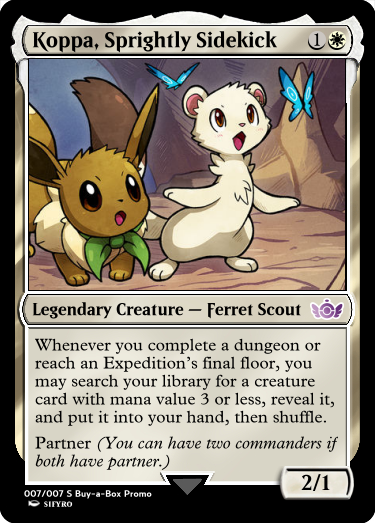 Koppa, Sprightly Sidekick 1
Legendary Creature — Ferret Scout
Whenever you complete a dungeon or
reach an Expedition's final floor, you
may search your library for a creature
card with mana value 3 or less, reveal it,
and put it into your hand, then shuffle.
Partner (You can have two commanders if
both have partner.)
2/1
007/007 S Buy-a-Box Promo
SIFYRO